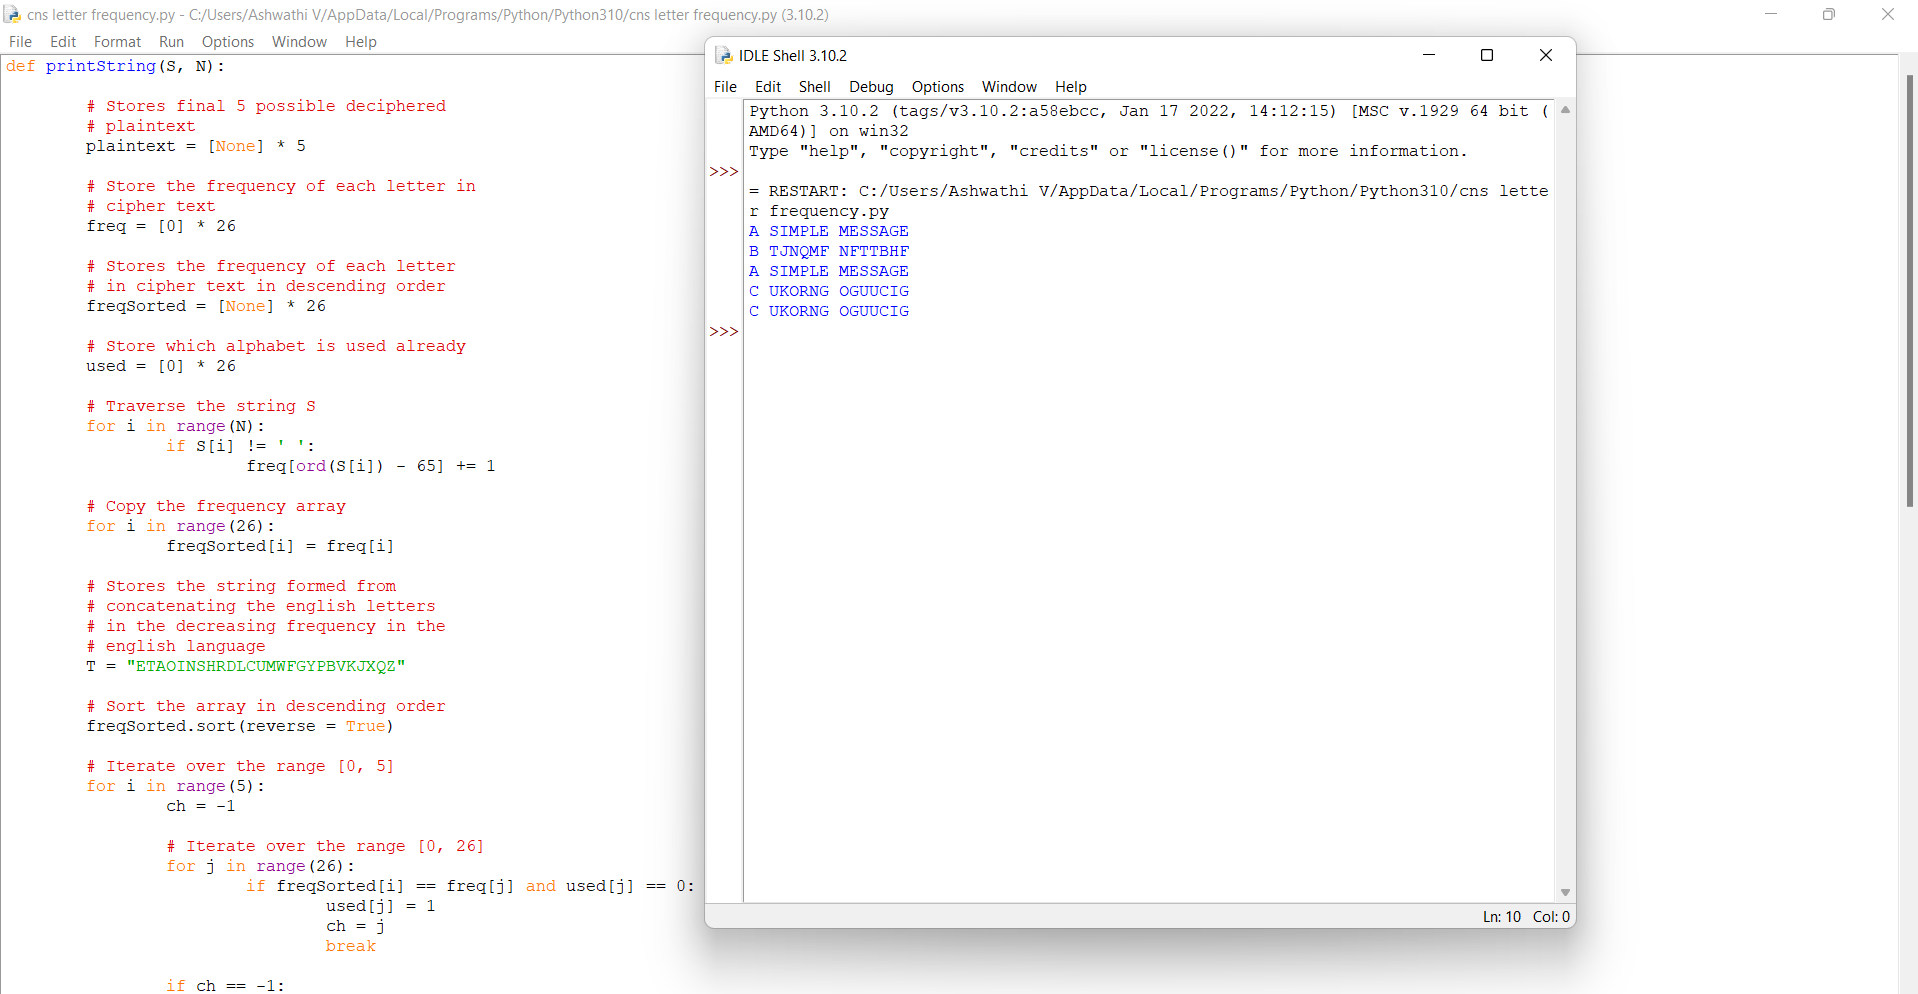 cns letter frequency.py - C:/Users/Ashwathi V/AppData/Local/Programs/Python/Python310/cns letter frequency.py (3.10.2)
File Edit Format Run Options Window Help
def printString(S, N):
# Stores final 5 possible deciphered
# plaintext
plaintext = [None] * 5
# Store the frequency of each letter in
# cipher text
freq = [0] * 26
# Stores the frequency of each letter
# in cipher text in descending order
freqSorted = [None] * 26
# Store which alphabet is used already
used = [0] * 26
# Traverse the string S
for i in range(N):
if S[i] != ' ':
freq[ord(S[i]) - 65] += 1
# Copy the frequency array
for i in range(26):
freqSorted[i] = freq[i]
# Stores the string formed from
# concatenating the english letters
# in the decreasing frequency in the
# english language
T = "ETAOINSHRDLCUMWFGYPBVKJXQZ"
# Sort the array in descending order
freqSorted.sort(reverse = True)
# Iterate over the range [0, 5]
for i in range(5):
ch = -1
# Iterate over the range [0, 26]
for j in range(26):
if freqSorted[i] == freq[j] and used[j] == 0:
used[j] = 1
ch = j
break
if ch == -1:
IDLE Shell 3.10.2
File Edit Shell Debug Options Window Help
Python 3.10.2 (tags/v3.10.2:a58ebcc, Jan 17 2022, 14:12:15) [MSC v.1929 64 bit (
AMD64)] on win32
Type "help", "copyright", "credits" or "license()" for more information.
>>>
= RESTART: C:/Users/Ashwathi V/AppData/Local/Programs/Python/Python310/cns lette
r frequency.py
A SIMPLE MESSAGE
B TJNQMF NFTTBHF
A SIMPLE MESSAGE
C UKORNG OGUUCIG
C UKORNG OGUUCIG
>>>
Ln: 10 Col: 0